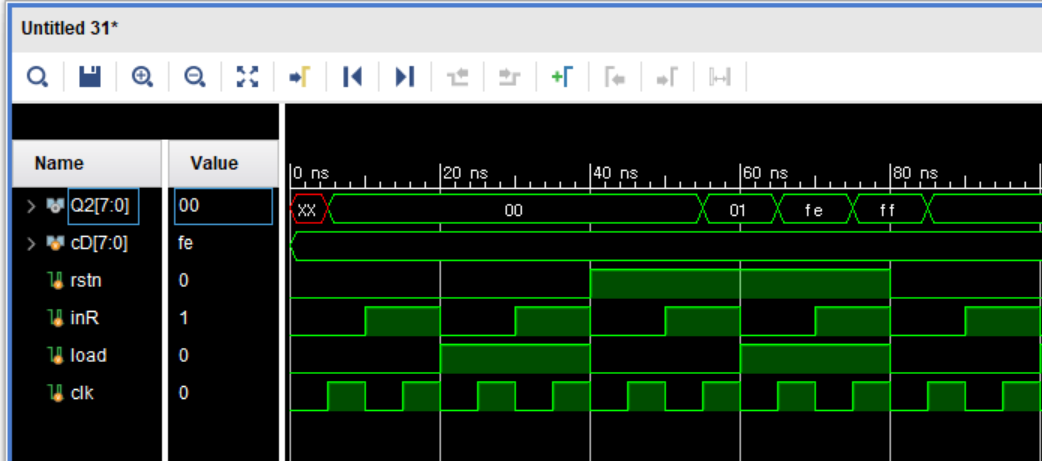 Untitled 31*
Name Value
0 ns 20 ns 40 ns 60 ns 80 ns
Q2[7:0] 00 XX 00 01 fe ff
cD[7:0] fe
rstn 0
inR 1
load 0
clk 0